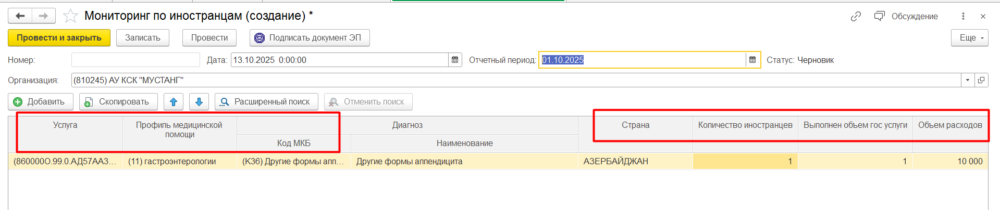 Мониторинг по иностранцам (создание) *
Обсуждение
Провести и закрыть Записать Провести Подписать документ ЭП Еще
Номер: Дата: 13.10.2025 0:00:00 Отчетный период: 01.10.2025 Статус: Черновик
Организация: (810245) АУ КСК "МУСТАНГ"
Добавить Скопировать Расширенный поиск Отменить поиск
Услуга Профиль медицинской помощи Диагноз Страна Количество иностранцев Выполнен объем гос услуги Объем расходов
Код МКБ Наименование
(860000О.99.0.АД57АА3... (11) гастроэнтерологии (K36) Другие формы апп... Другие формы аппендицита АЗЕРБАЙДЖАН 1 1 10 000